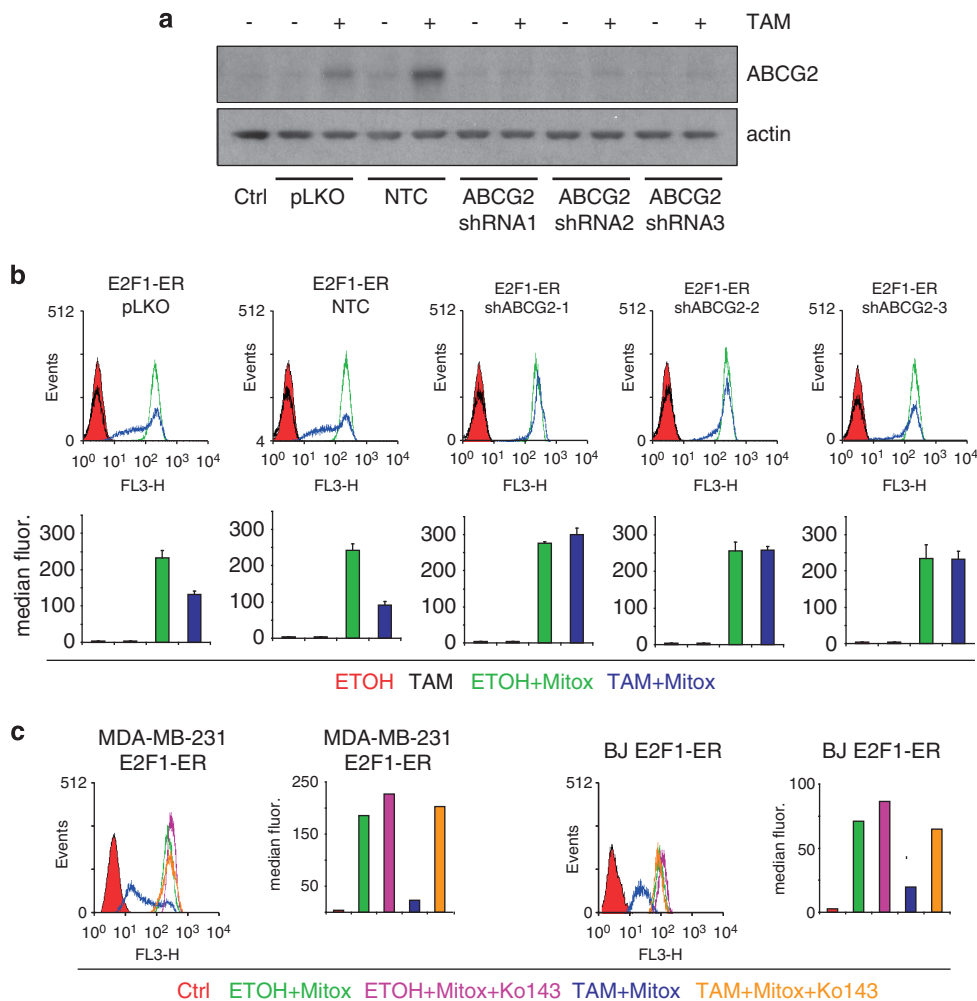 a
- - + - + - + - + - + TAM
ABCG2
actin
Ctrl pLKO NTC ABCG2 shRNA1 ABCG2 shRNA2 ABCG2 shRNA3
b
E2F1-ER pLKO
512
Events
0
10⁰ 10¹ 10² 10³ 10⁴
FL3-H
E2F1-ER NTC
512
Events
4
10⁰ 10¹ 10² 10³ 10⁴
FL3-H
E2F1-ER shABCG2-1
512
Events
0
10⁰ 10¹ 10² 10³ 10⁴
FL3-H
E2F1-ER shABCG2-2
512
Events
0
10⁰ 10¹ 10² 10³ 10⁴
FL3-H
E2F1-ER shABCG2-3
512
Events
0
10⁰ 10¹ 10² 10³ 10⁴
FL3-H
median fluor.
300
200
100
0
300
200
100
0
300
200
100
0
300
200
100
0
300
200
100
0
ETOH TAM ETOH+Mitox TAM+Mitox
c
MDA-MB-231 E2F1-ER
512
Events
0
10⁰ 10¹ 10² 10³ 10⁴
FL3-H
MDA-MB-231 E2F1-ER
median fluor.
250
150
50
BJ E2F1-ER
512
Events
0
10⁰ 10¹ 10² 10³ 10⁴
FL3-H
BJ E2F1-ER
median fluor.
100
50
0
Ctrl ETOH+Mitox ETOH+Mitox+Ko143 TAM+Mitox TAM+Mitox+Ko143